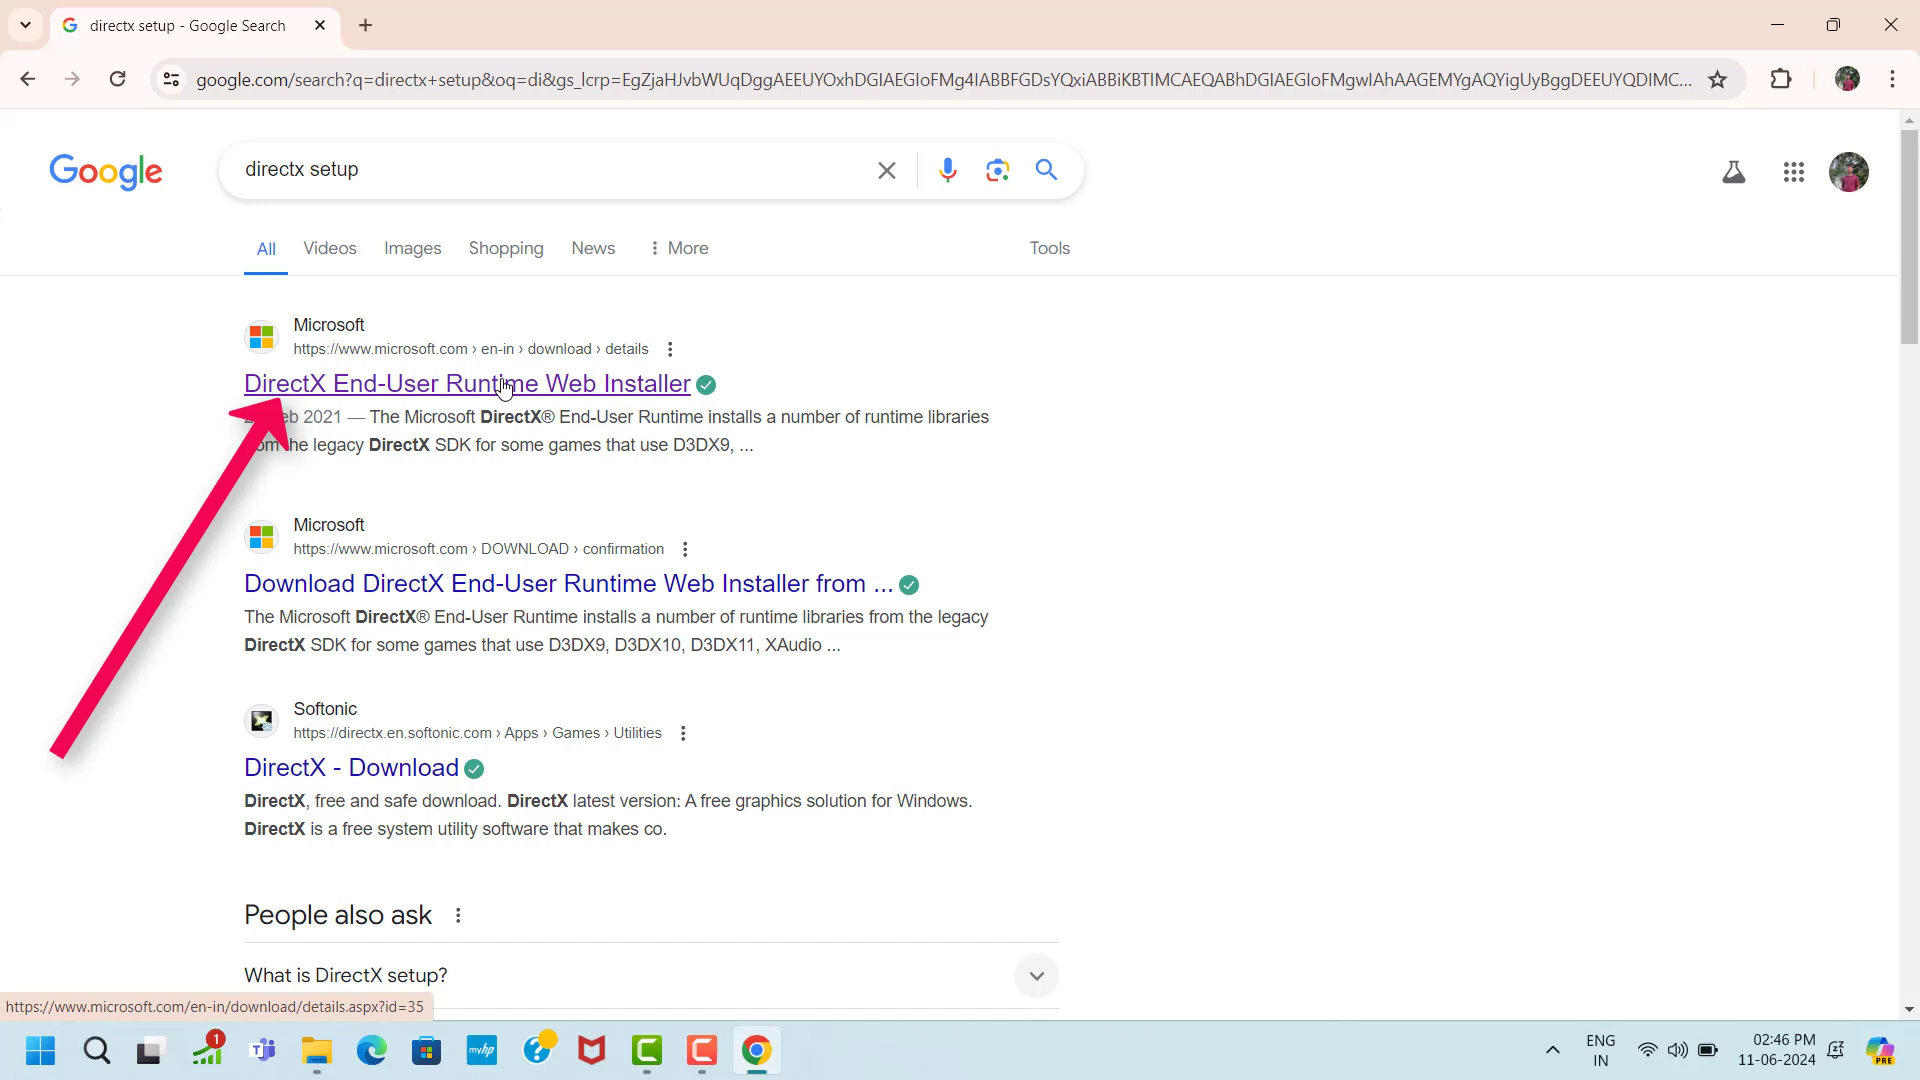 directx setup - Google Search
google.com/search?q=directx+setup&oq=di&gs_lcrp=EgZjaHJvbWUqDggAEEUYOxhDGIAEGIoFMg4IABBFGDsYQxiABBiKBTIMCAEQABhDGIAEGIoFMgwIAhAAGEMYgAQYigUyBggDEEUYQDIMC...
Google
directx setup
All Videos Images Shopping News More Tools
Microsoft
https://www.microsoft.com › en-in › download › details
DirectX End-User Runtime Web Installer
eb 2021 — The Microsoft DirectX® End-User Runtime installs a number of runtime libraries
the legacy DirectX SDK for some games that use D3DX9, ...
Microsoft
https://www.microsoft.com › DOWNLOAD › confirmation
Download DirectX End-User Runtime Web Installer from ...
The Microsoft DirectX® End-User Runtime installs a number of runtime libraries from the legacy
DirectX SDK for some games that use D3DX9, D3DX10, D3DX11, XAudio ...
Softonic
https://directx.en.softonic.com › Apps › Games › Utilities
DirectX - Download
DirectX, free and safe download. DirectX latest version: A free graphics solution for Windows.
DirectX is a free system utility software that makes co.
People also ask
What is DirectX setup?
https://www.microsoft.com/en-in/download/details.aspx?id=35
1
myhp
ENG
IN
02:46 PM
11-06-2024
PRE